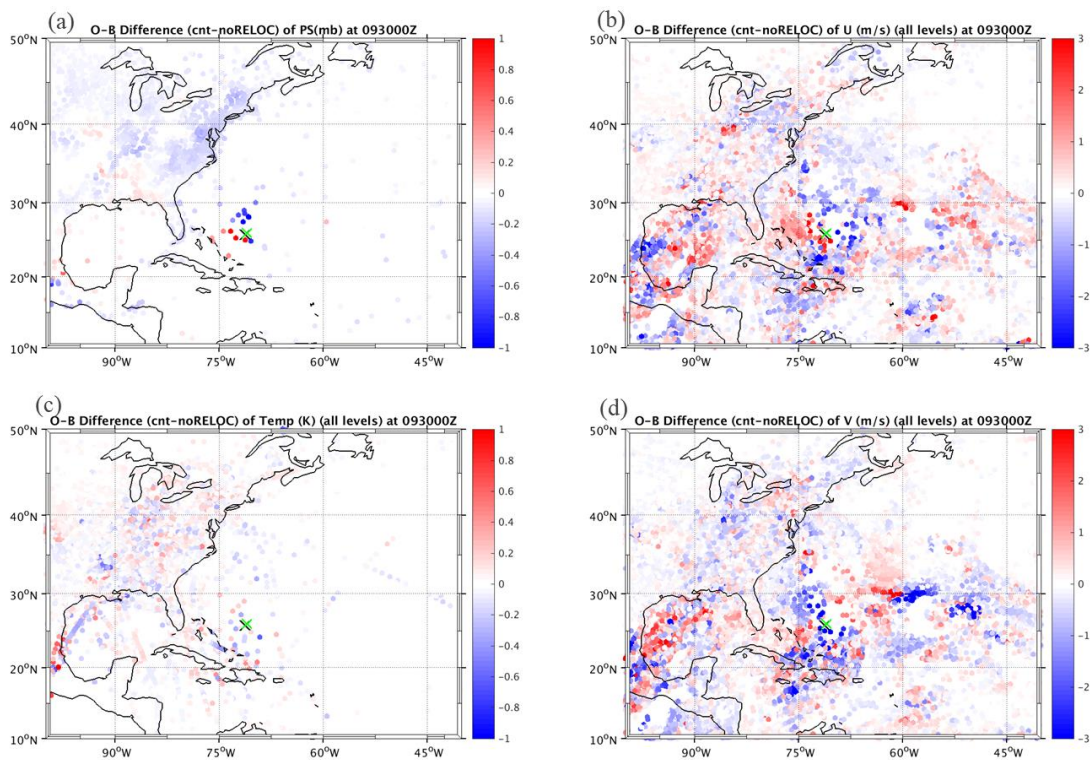 (a)
O-B Difference (cnt-noRELOC) of PS(mb) at 093000Z
50°N
40°N
30°N
20°N
10°N
90°W 75°W 60°W 45°W
1
0.8
0.6
0.4
0.2
0
-0.2
-0.4
-0.6
-0.8
-1
(b)
O-B Difference (cnt-noRELOC) of U (m/s) (all levels) at 093000Z
50°N
40°N
30°N
20°N
10°N
90°W 75°W 60°W 45°W
3
2
1
0
-1
-2
-3
(c)
O-B Difference (cnt-noRELOC) of Temp (K) (all levels) at 093000Z
50°N
40°N
30°N
20°N
10°N
90°W 75°W 60°W 45°W
1
0.8
0.6
0.4
0.2
0
-0.2
-0.4
-0.6
-0.8
-1
(d)
O-B Difference (cnt-noRELOC) of V (m/s) (all levels) at 093000Z
50°N
40°N
30°N
20°N
10°N
90°W 75°W 60°W 45°W
3
2
1
0
-1
-2
-3